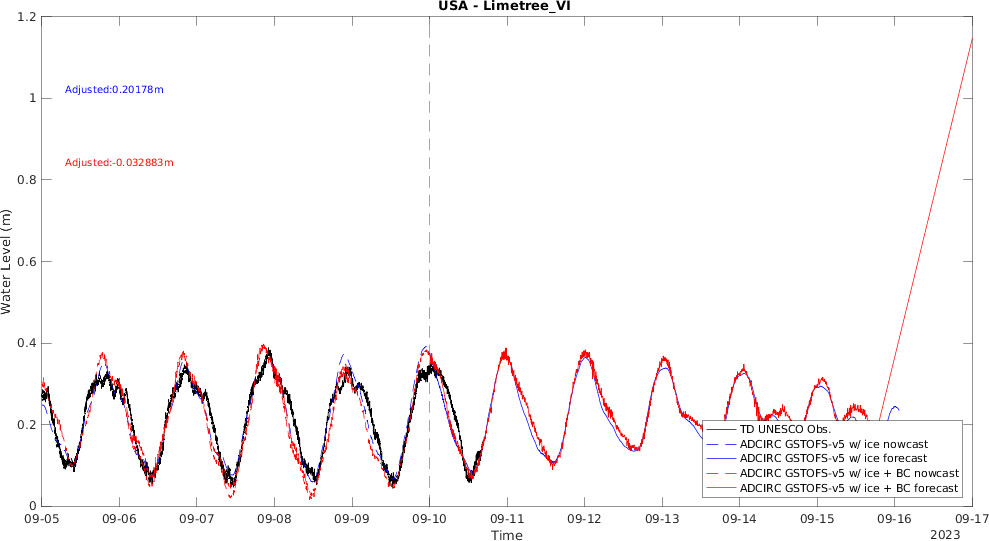 USA - Limetree_VI
1.2
1
0.8
0.6
0.4
0.2
0
Water Level (m)
Adjusted:0.20178m
Adjusted:-0.032883m
TD UNESCO Obs.
ADCIRC GSTOFS-v5 w/ ice nowcast
ADCIRC GSTOFS-v5 w/ ice forecast
ADCIRC GSTOFS-v5 w/ ice + BC nowcast
ADCIRC GSTOFS-v5 w/ ice + BC forecast
09-05 09-06 09-07 09-08 09-09 09-10 09-11 09-12 09-13 09-14 09-15 09-16 09-17
Time
2023